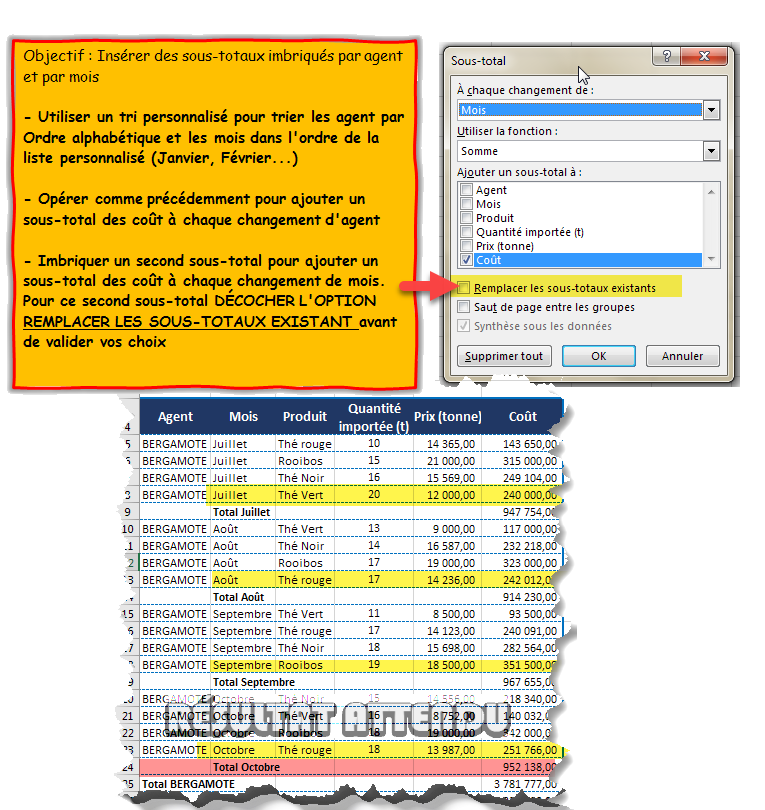 Objectif : Insérer des sous-totaux imbriqués par agent
et par mois
- Utiliser un tri personnalisé pour trier les agent par
Ordre alphabétique et les mois dans l'ordre de la
liste personnalisé (Janvier, Février...)
- Opérer comme précédemment pour ajouter un
sous-total des coût à chaque changement d'agent
- Imbriquer un second sous-total pour ajouter un
sous-total des coût à chaque changement de mois.
Pour ce second sous-total DÉCOCHER L'OPTION
REMPLACER LES SOUS-TOTAUX EXISTANT avant
de valider vos choix
Sous-total
À chaque changement de :
Mois
Utiliser la fonction :
Somme
Ajouter un sous-total à :
Agent
Mois
Produit
Quantité importée (t)
Prix (tonne)
Coût
Remplacer les sous-totaux existants
Saut de page entre les groupes
Synthèse sous les données
Supprimer tout OK Annuler
4 Agent Mois Produit Quantité importée (t) Prix (tonne) Coût
5 BERGAMOTE Juillet Thé rouge 10 14 365,00 143 650,00
BERGAMOTE Juillet Rooibos 15 21 000,00 315 000,00
BERGAMOTE Juillet Thé Noir 16 15 569,00 249 104,00
8 BERGAMOTE Juillet Thé Vert 20 12 000,00 240 000,00
9 Total Juillet 947 754,00
10 BERGAMOTE Août Thé Vert 13 9 000,00 117 000,00
11 BERGAMOTE Août Thé Noir 14 16 587,00 232 218,00
2 BERGAMOTE Août Rooibos 17 19 000,00 323 000,00
3 BERGAMOTE Août Thé rouge 17 14 236,00 242 012,00
Total Août 914 230,00
15 BERGAMOTE Septembre Thé Vert 11 8 500,00 93 500,00
6 BERGAMOTE Septembre Thé rouge 17 14 123,00 240 091,00
7 BERGAMOTE Septembre Thé Noir 18 15 698,00 282 564,00
18 BERGAMOTE Septembre Rooibos 19 18 500,00 351 500,00
9 Total Septembre 967 655,00
20 BERGAMOTE Octobre Thé Noir 15 14 556,00 218 340,00
RÉSULTAT ATTENDU
21 BERGAMOTE Octobre Thé Vert 16 8 752,00 140 032,00
22 BERGAMOTE Octobre Rooibos 18 19 000,00 342 000,00
23 BERGAMOTE Octobre Thé rouge 18 13 987,00 251 766,00
24 Total Octobre 952 138,00
25 Total BERGAMOTE 3 781 777,00